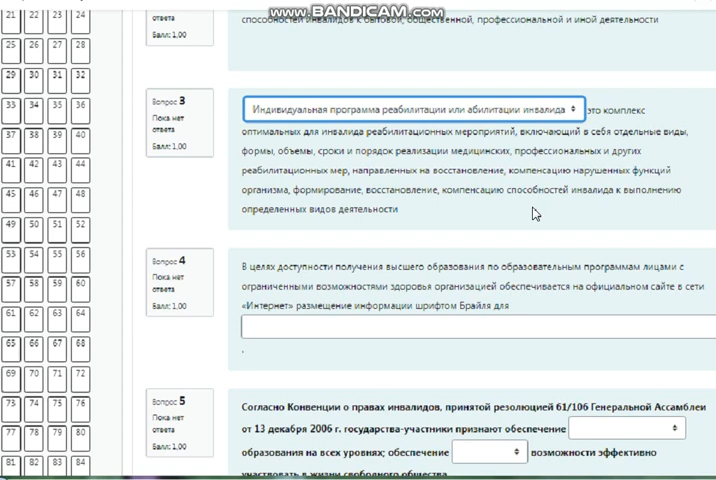 www.BANDICAM.com
21 22 23 24
ответа
Балл: 1,00
способностей инвалида к бытовой, общественной, профессиональной и иной деятельности
25 26 27 28
29 30 31 32
33 34 35 36
37 38 39 40
41 42 43 44
45 46 47 48
49 50 51 52
53 54 55 56
57 58 59 60
61 62 63 64
65 66 67 68
69 70 71 72
73 74 75 76
77 78 79 80
81 82 83 84
Вопрос 3
Пока нет
ответа
Балл: 1,00
Индивидуальная программа реабилитации или абилитации инвалида это комплекс
оптимальных для инвалида реабилитационных мероприятий, включающий в себя отдельные виды,
формы, объемы, сроки и порядок реализации медицинских, профессиональных и других
реабилитационных мер, направленных на восстановление, компенсацию нарушенных функций
организма, формирование, восстановление, компенсацию способностей инвалида к выполнению
определенных видов деятельности
Вопрос 4
Пока нет
ответа
Балл: 1,00
В целях доступности получения высшего образования по образовательным программам лицами с
ограниченными возможностями здоровья организацией обеспечивается на официальном сайте в сети
«Интернет» размещение информации шрифтом Брайля для
.
Вопрос 5
Пока нет
ответа
Балл: 1,00
Согласно Конвенции о правах инвалидов, принятой резолюцией 61/106 Генеральной Ассамблеи
от 13 декабря 2006 г. государства-участники признают обеспечение
образования на всех уровнях; обеспечение возможности эффективно
участвовать в жизни свободного общества